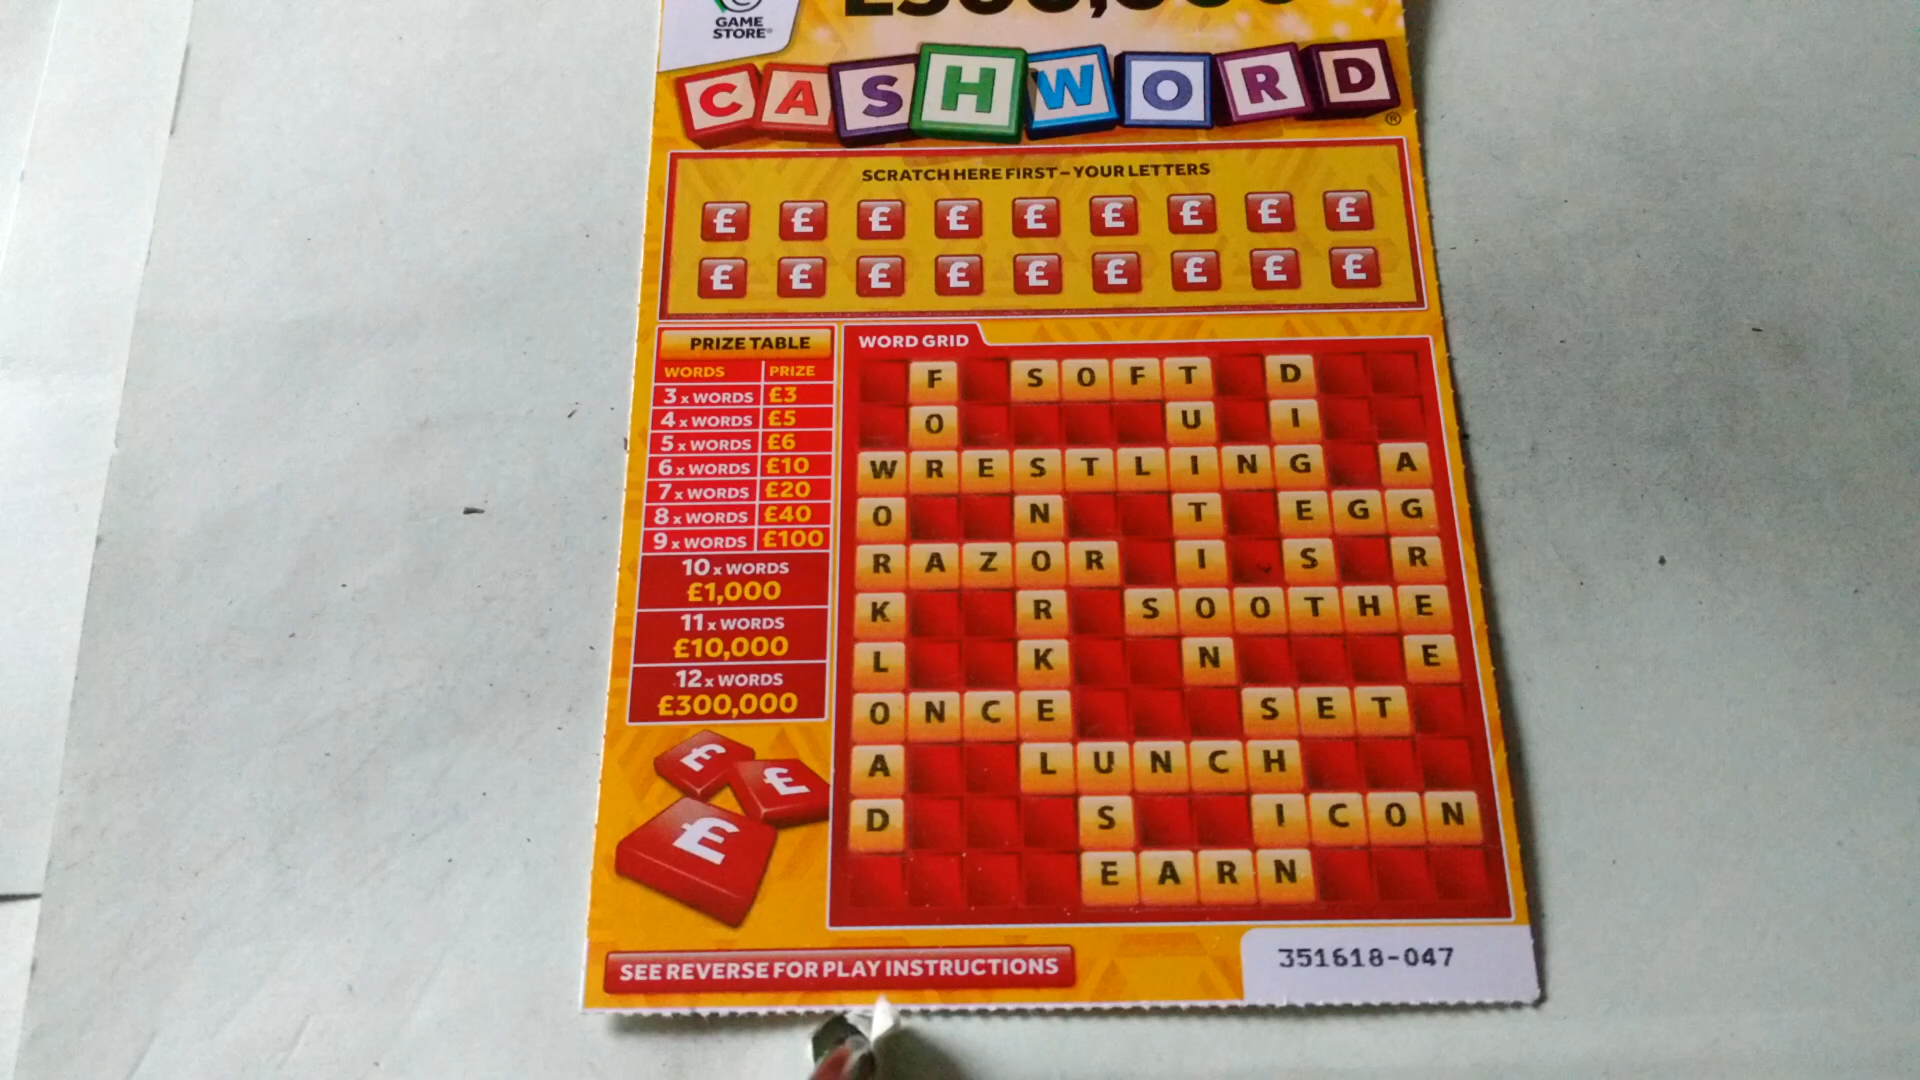 GAME
STORE®
£300,000
CASHWORD®
SCRATCH HERE FIRST – YOUR LETTERS
£ £ £ £ £ £ £ £ £
£ £ £ £ £ £ £ £ £
PRIZE TABLE
WORDS PRIZE
3 x WORDS £3
4 x WORDS £5
5 x WORDS £6
6 x WORDS £10
7 x WORDS £20
8 x WORDS £40
9 x WORDS £100
10 x WORDS
£1,000
11 x WORDS
£10,000
12 x WORDS
£300,000
£ £
£
WORD GRID
F S O F T D
O U I
W R E S T L I N G A
O N T E G G
R A Z O R I S R
K R S O O T H E
L K N E
O N C E S E T
A L U N C H
D S I C O N
E A R N
SEE REVERSE FOR PLAY INSTRUCTIONS
351618-047